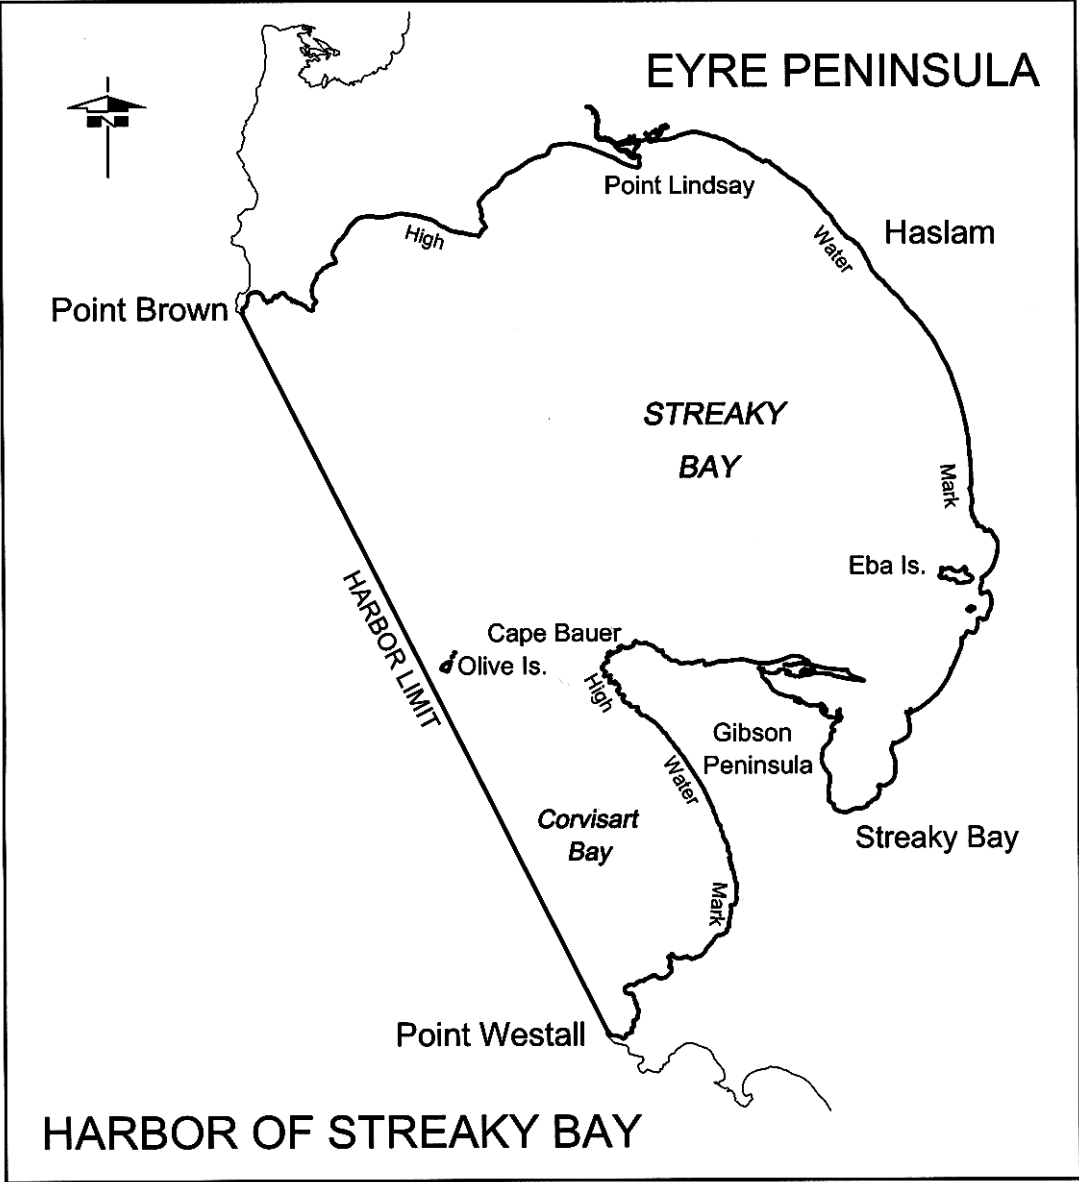 EYRE PENINSULA
N
Point Lindsay
High
Water
Haslam
Point Brown
STREAKY
BAY
Mark
Eba Is.
HARBOR LIMIT
Cape Bauer
Olive Is.
High
Gibson
Peninsula
Water
Corvisart
Bay
Streaky Bay
Mark
Point Westall
HARBOR OF STREAKY BAY